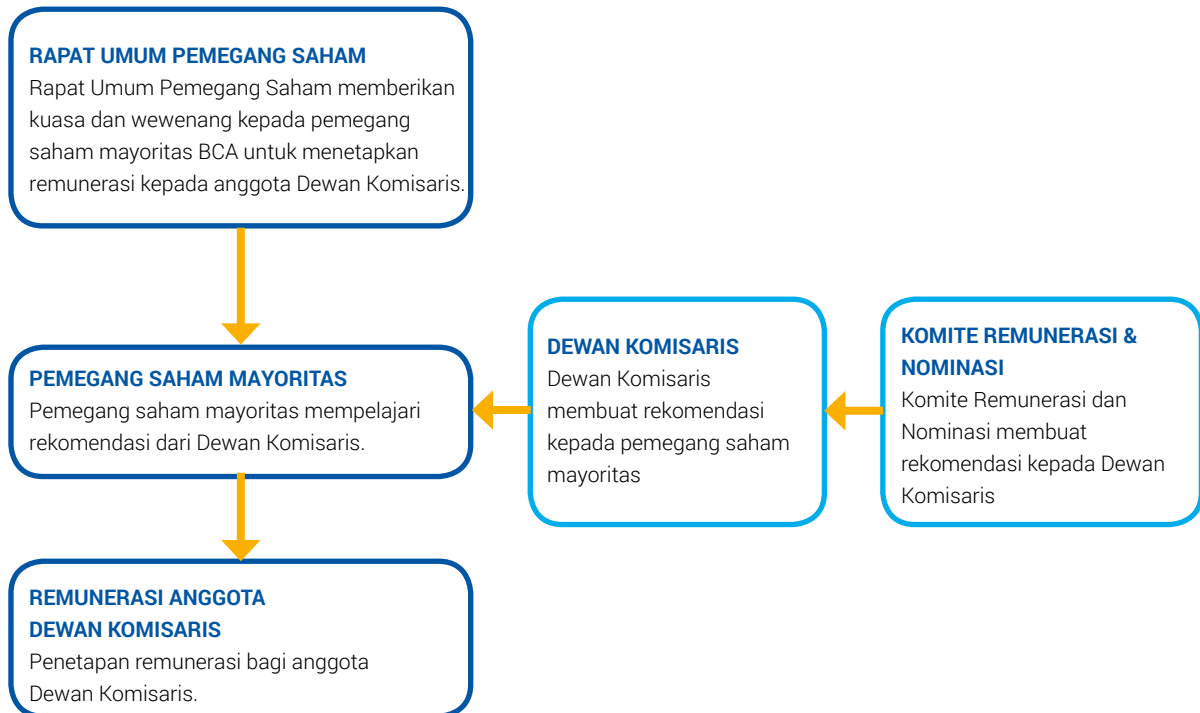 RAPAT UMUM PEMEGANG SAHAM
Rapat Umum Pemegang Saham memberikan
kuasa dan wewenang kepada pemegang
saham mayoritas BCA untuk menetapkan
remunerasi kepada anggota Dewan Komisaris.
PEMEGANG SAHAM MAYORITAS
Pemegang saham mayoritas mempelajari
rekomendasi dari Dewan Komisaris.
DEWAN KOMISARIS
Dewan Komisaris
membuat rekomendasi
kepada pemegang saham
mayoritas
KOMITE REMUNERASI &
NOMINASI
Komite Remunerasi dan
Nominasi membuat
rekomendasi kepada Dewan
Komisaris
REMUNERASI ANGGOTA
DEWAN KOMISARIS
Penetapan remunerasi bagi anggota
Dewan Komisaris.